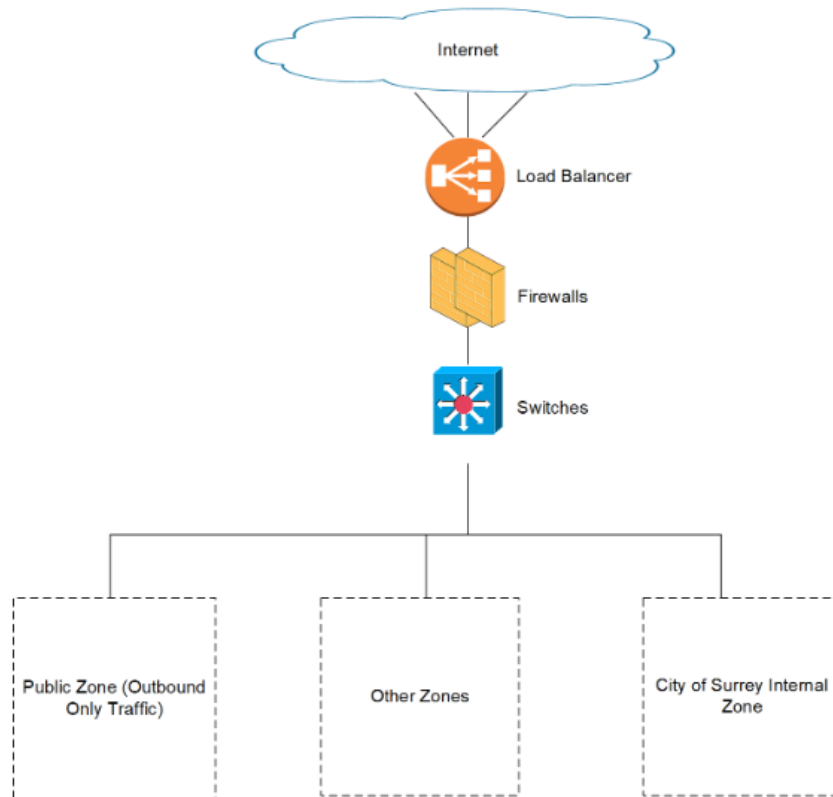 Internet
Load Balancer
Firewalls
Switches
Public Zone (Outbound
Only Traffic)
Other Zones
City of Surrey Internal
Zone